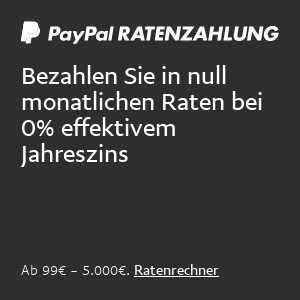 PayPal RATENZAHLUNG
Bezahlen Sie in null
monatlichen Raten bei
0% effektivem
Jahreszins
Ab 99€ – 5.000€. Ratenrechner